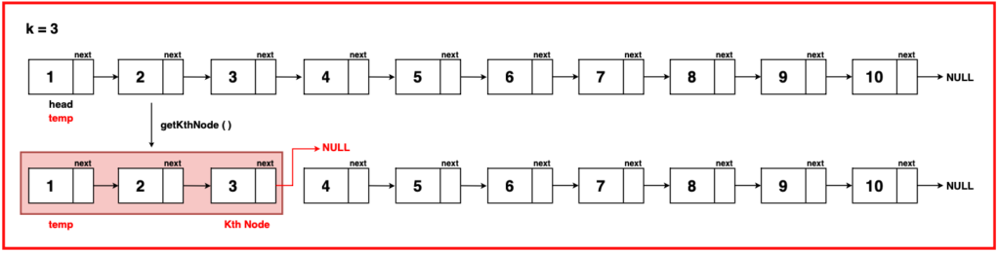 k = 3
next next next next next next next next next next
1 2 3 4 5 6 7 8 9 10 NULL
head
temp
getKthNode ( )
NULL
next next next next next next next next next next
1 2 3 4 5 6 7 8 9 10 NULL
temp Kth Node